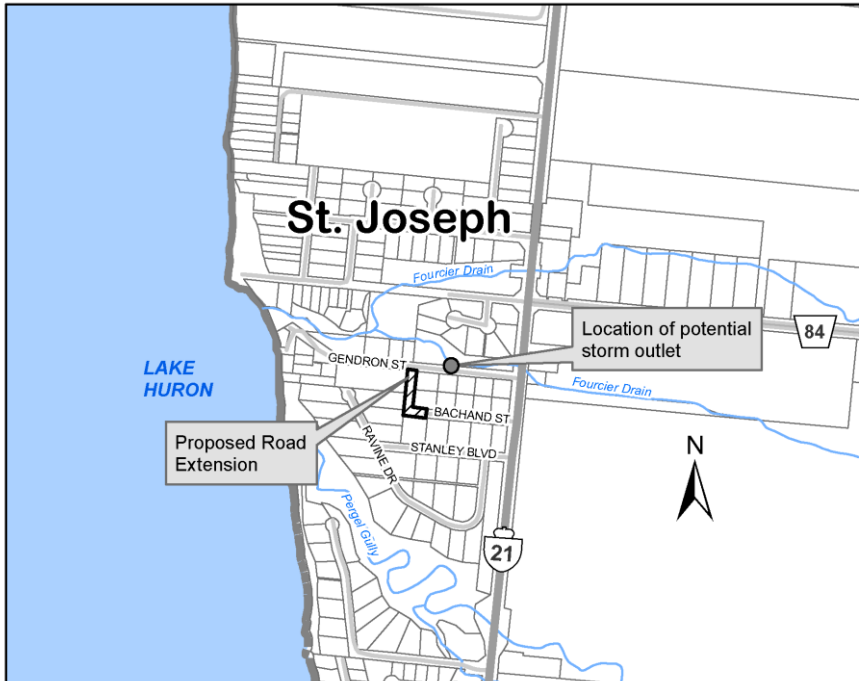 St. Joseph
Fourcier Drain
84
Location of potential
storm outlet
GENDRON ST
LAKE
HURON
Fourcier Drain
BACHAND ST
Proposed Road
Extension
RAVINE DR
STANLEY BLVD
N
Pergel Gully
21